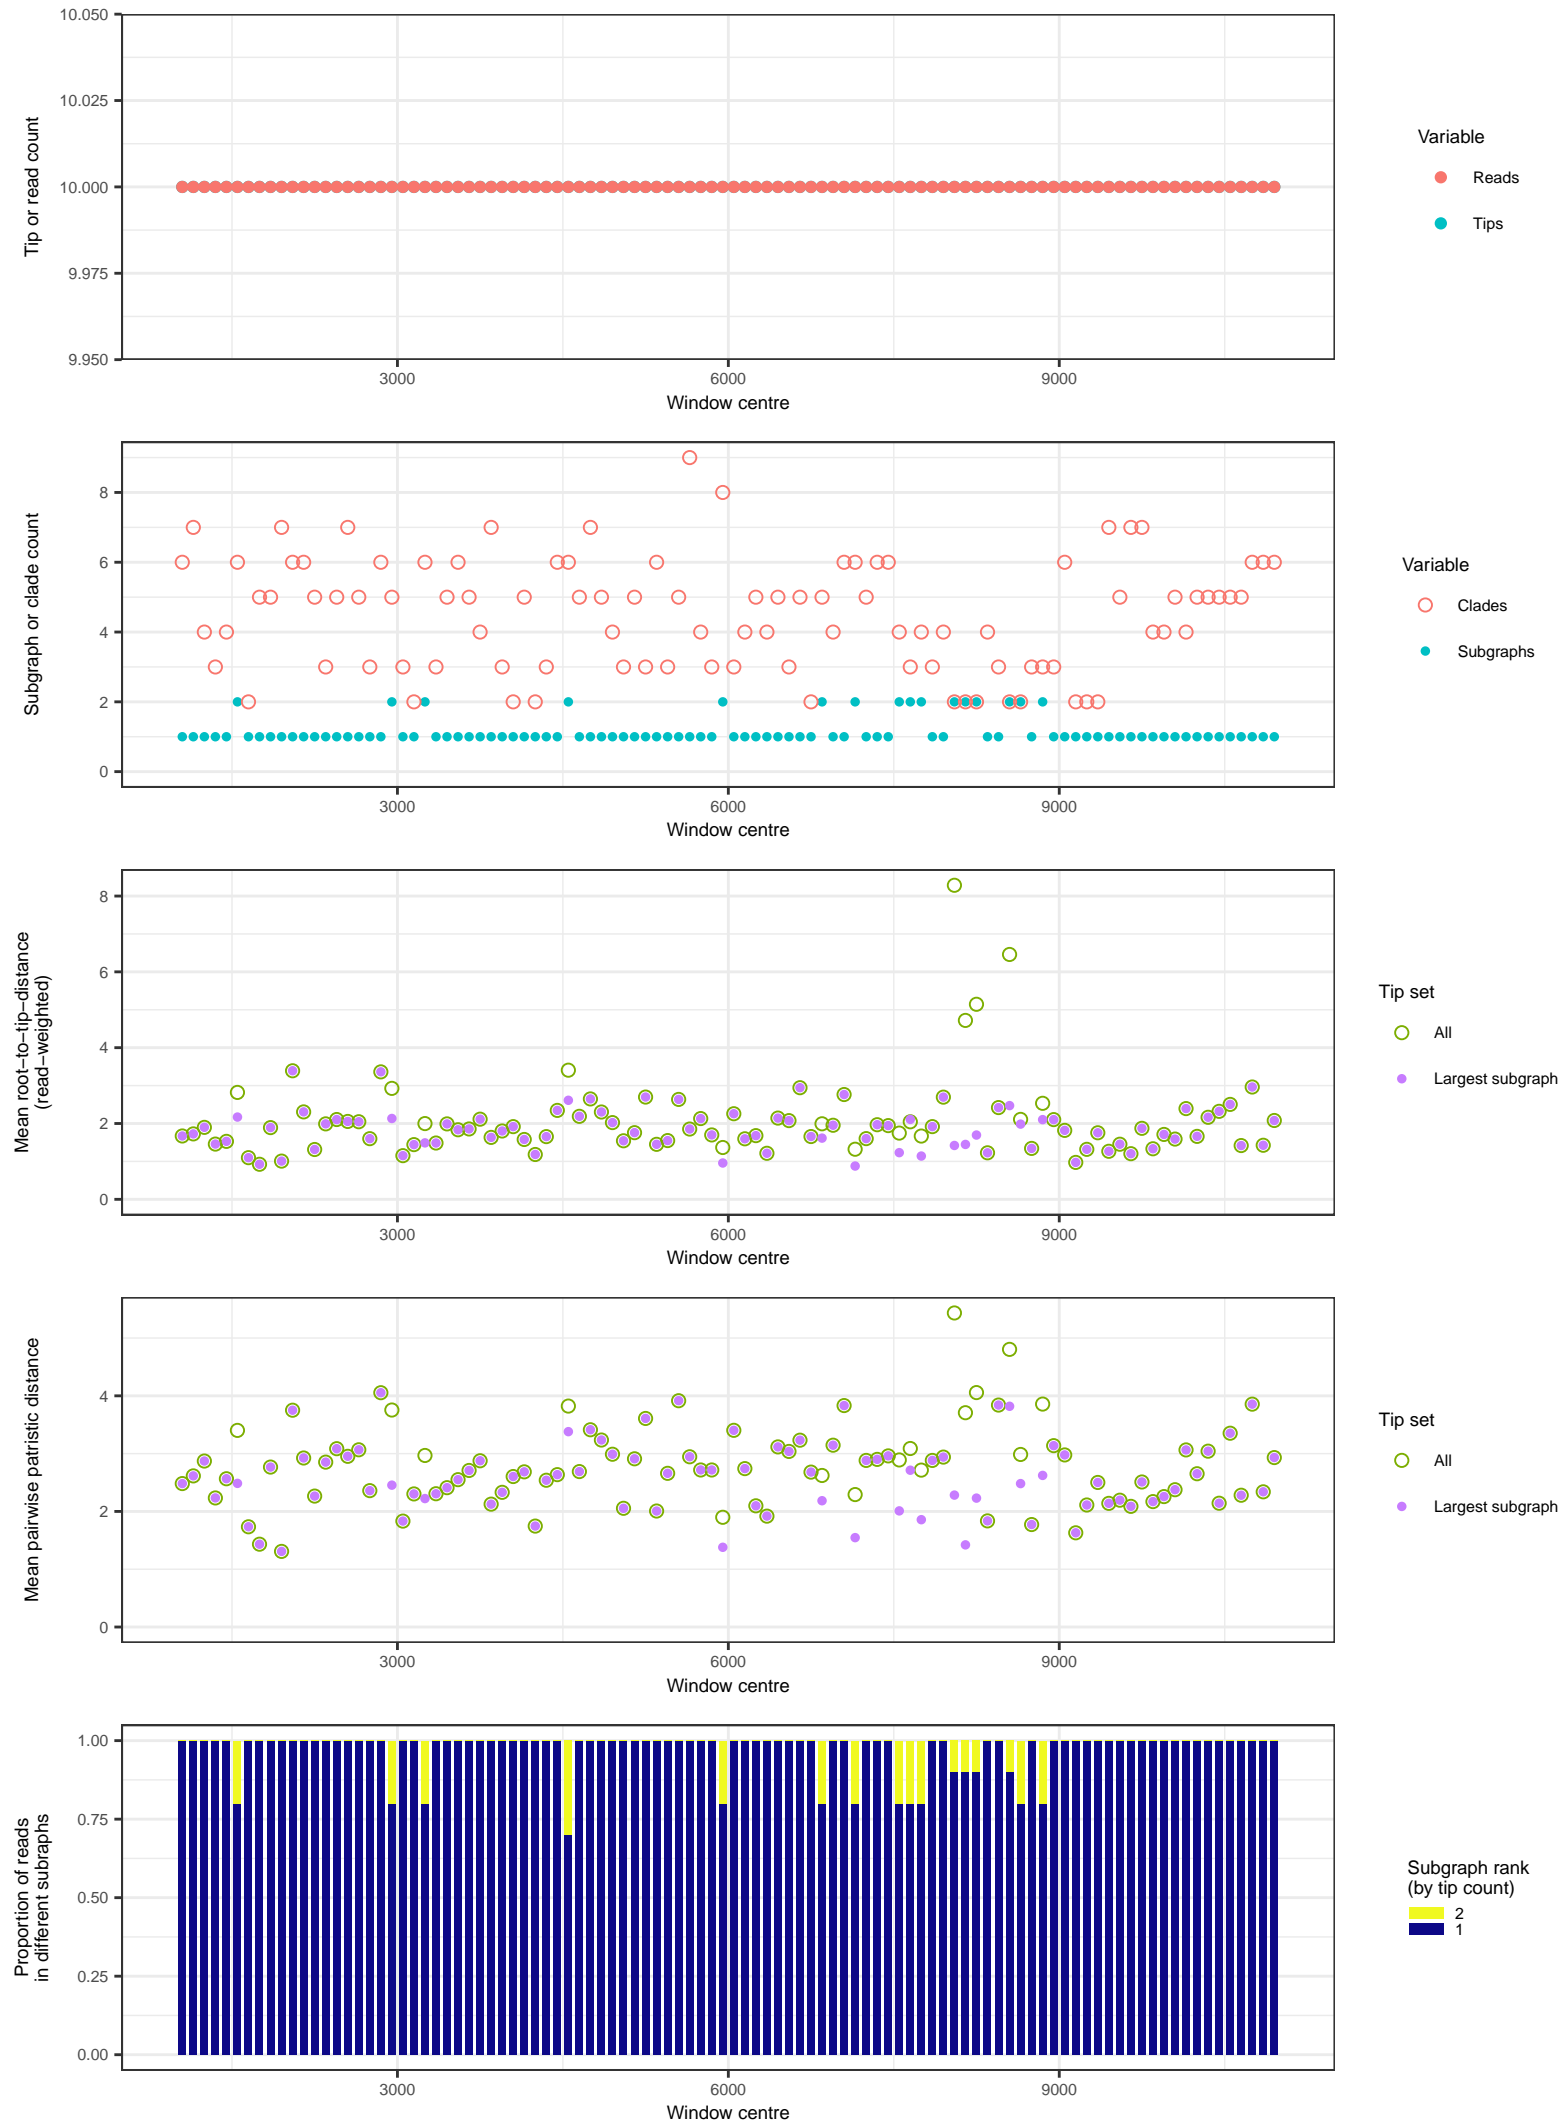 10.050
10.025
10.000
9.975
9.950
Tip or read count
3000
6000
9000
Window centre
Variable
Reads
Tips
8
6
4
2
0
Subgraph or clade count
3000
6000
9000
Window centre
Variable
Clades
Subgraphs
8
6
4
2
0
Mean root−to−tip−distance
(read−weighted)
3000
6000
9000
Window centre
Tip set
All
Largest subgraph
4
2
0
Mean pairwise patristic distance
3000
6000
9000
Window centre
Tip set
All
Largest subgraph
1.00
0.75
0.50
0.25
0.00
Proportion of reads
in different subraphs
3000
6000
9000
Window centre
Subgraph rank
(by tip count)
2
1